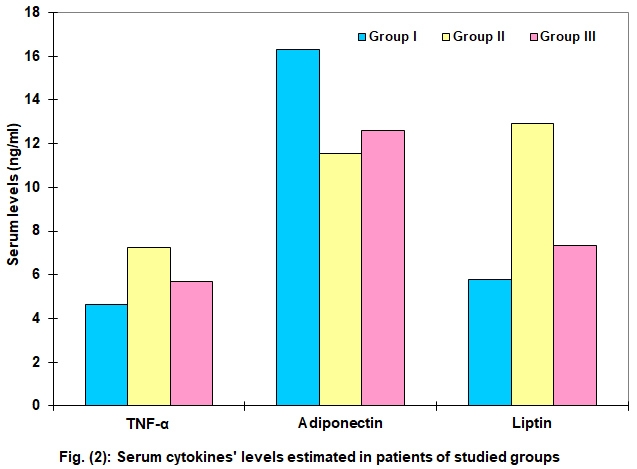 18
16
14
12
10
8
6
4
2
0
Serum levels (ng/ml)
Group I Group II Group III
TNF-α Adiponectin Liptin
Fig. (2): Serum cytokines' levels estimated in patients of studied groups